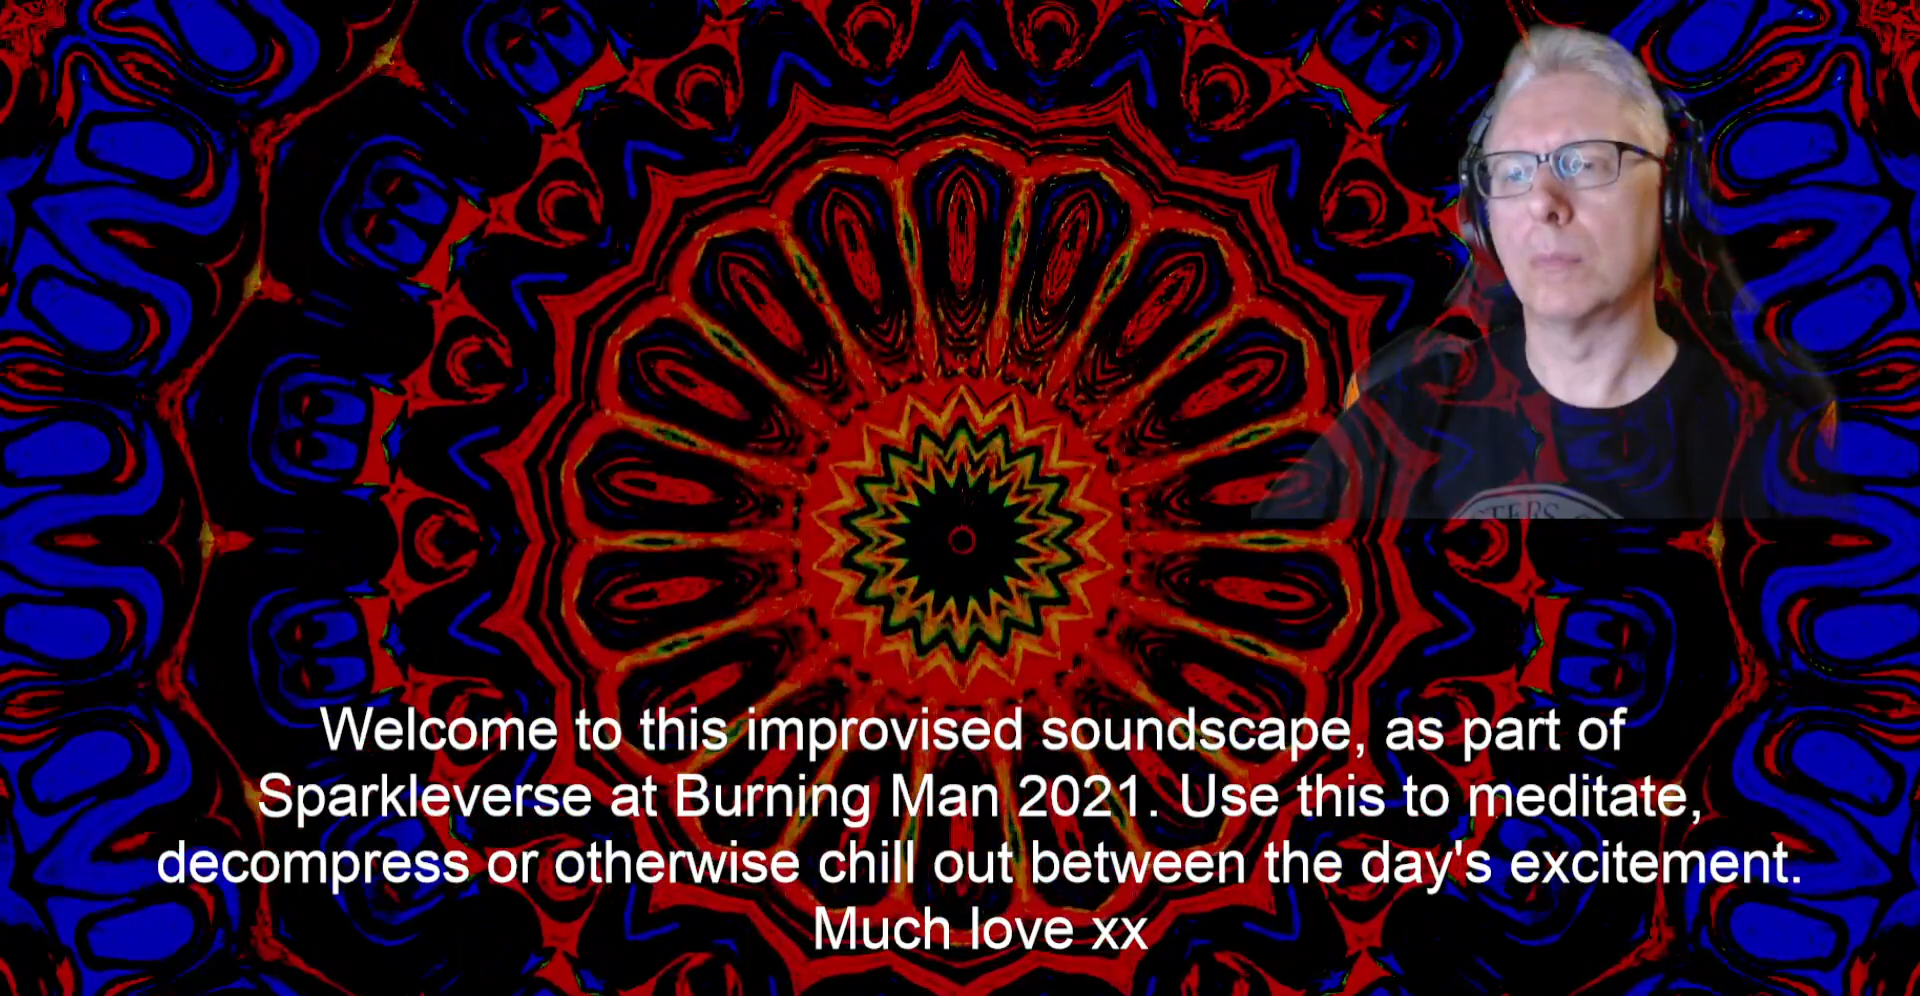 Welcome to this improvised soundscape, as part of
Sparkleverse at Burning Man 2021. Use this to meditate,
decompress or otherwise chill out between the day's excitement.
Much love xx